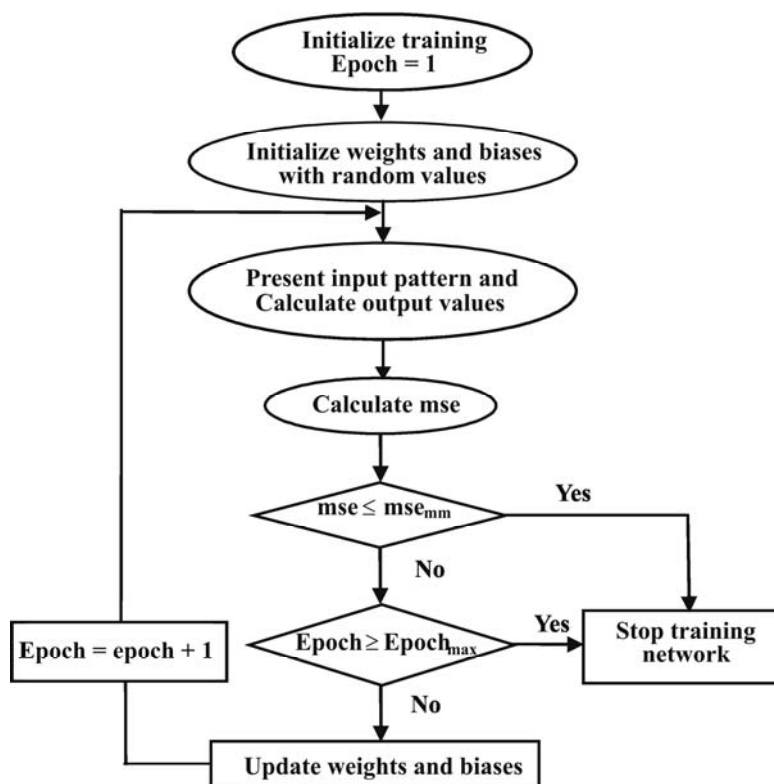 Initialize training
Epoch = 1
Initialize weights and biases
with random values
Present input pattern and
Calculate output values
Calculate mse
mse ≤ mse_mm
Yes
No
Epoch ≥ Epoch_max
Yes
Stop training
network
Epoch = epoch + 1
No
Update weights and biases